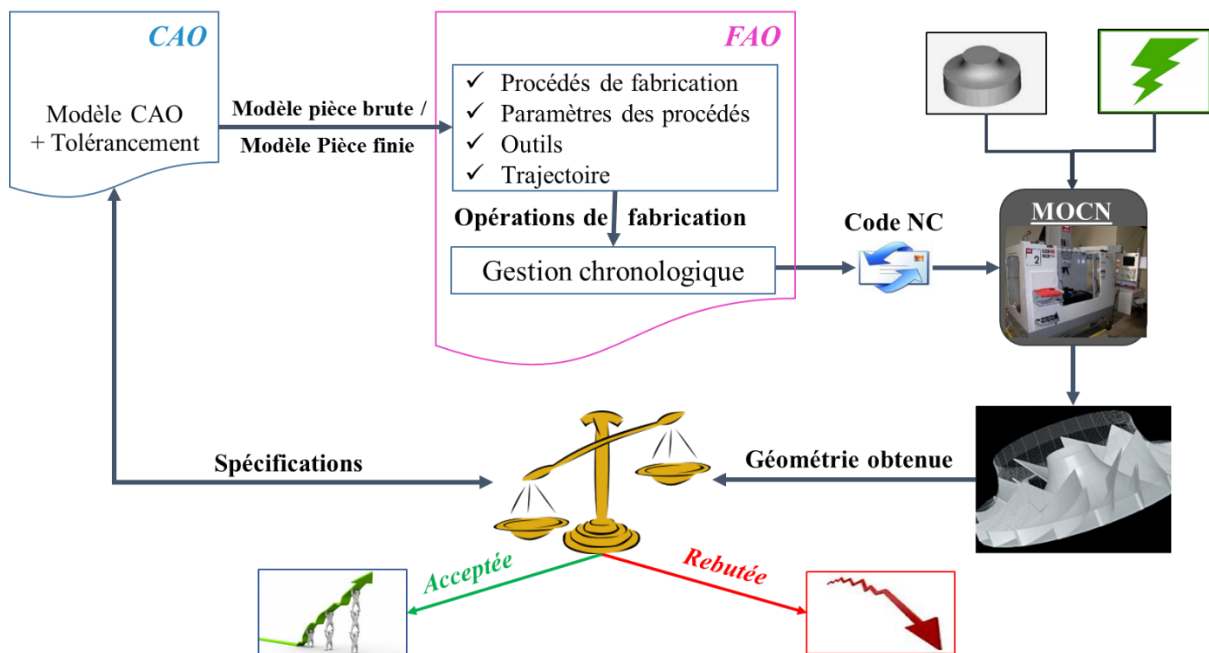 CAO
Modèle CAO
+ Tolérancement
Modèle pièce brute /
Modèle Pièce finie
FAO
✓ Procédés de fabrication
✓ Paramètres des procédés
✓ Outils
✓ Trajectoire
Opérations de fabrication
Gestion chronologique
Code NC
MOCN
2
Spécifications
Géométrie obtenue
Acceptée
Rebutée